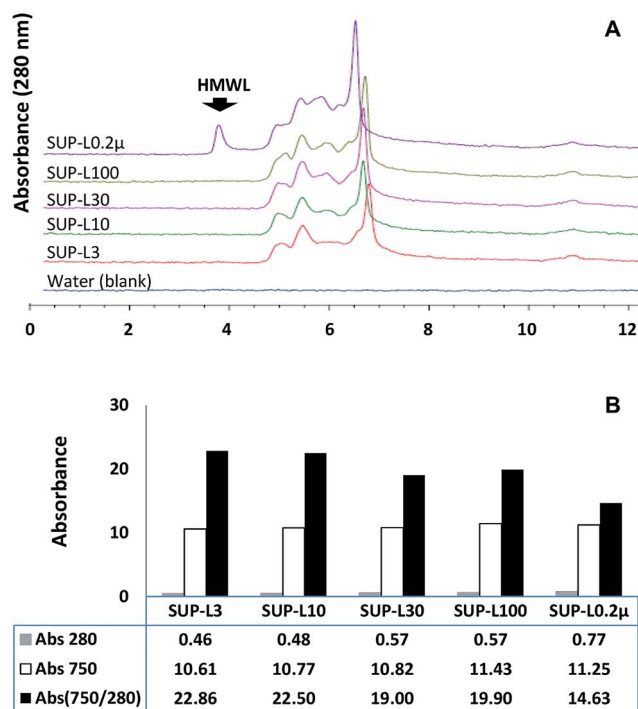 A
Absorbance (280 nm)
HMWL
SUP-L0.2µ
SUP-L100
SUP-L30
SUP-L10
SUP-L3
Water (blank)
0 2 4 6 8 10 12
B
Absorbance
30
20
10
0
SUP-L3 SUP-L10 SUP-L30 SUP-L100 SUP-L0.2µ
Abs 280 0.46 0.48 0.57 0.57 0.77
Abs 750 10.61 10.77 10.82 11.43 11.25
Abs(750/280) 22.86 22.50 19.00 19.90 14.63